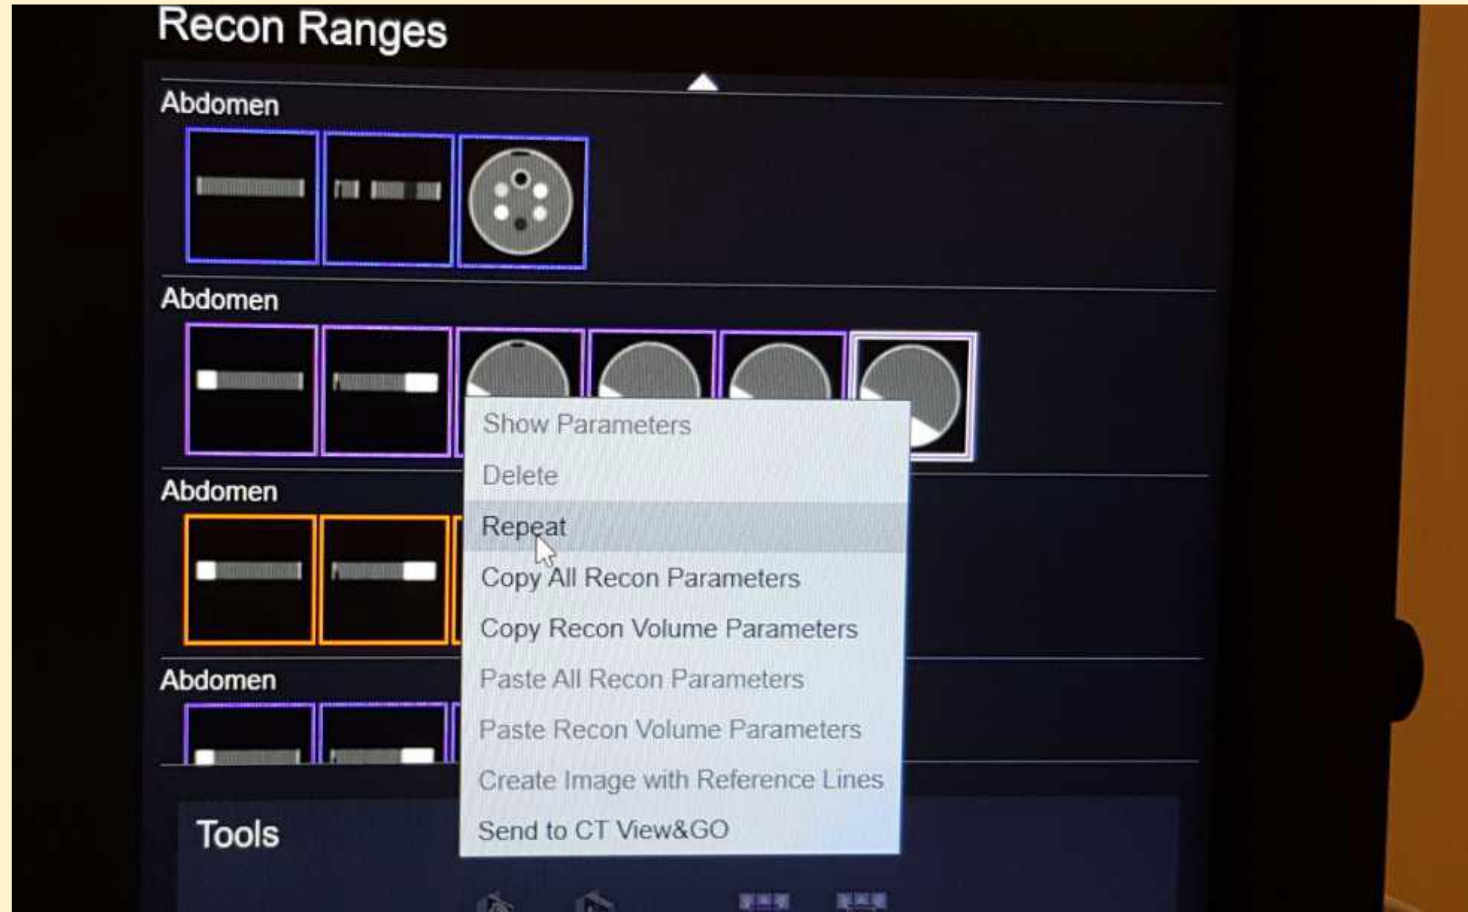 Recon Ranges
Abdomen
Abdomen
Show Parameters
Delete
Abdomen
Repeat
Copy All Recon Parameters
Copy Recon Volume Parameters
Abdomen
Paste All Recon Parameters
Paste Recon Volume Parameters
Create Image with Reference Lines
Tools
Send to CT View&GO